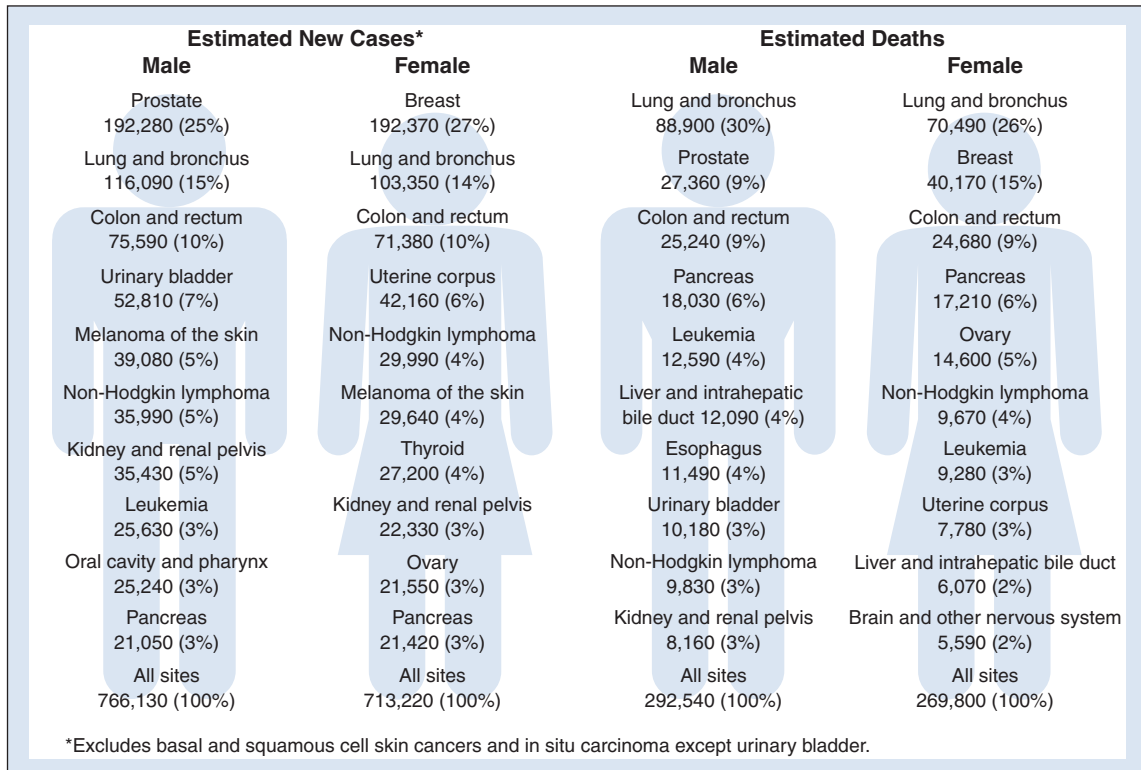 Estimated New Cases*
Male
Prostate
192,280 (25%)
Lung and bronchus
116,090 (15%)
Colon and rectum
75,590 (10%)
Urinary bladder
52,810 (7%)
Melanoma of the skin
39,080 (5%)
Non-Hodgkin lymphoma
35,990 (5%)
Kidney and renal pelvis
35,430 (5%)
Leukemia
25,630 (3%)
Oral cavity and pharynx
25,240 (3%)
Pancreas
21,050 (3%)
All sites
766,130 (100%)
Female
Breast
192,370 (27%)
Lung and bronchus
103,350 (14%)
Colon and rectum
71,380 (10%)
Uterine corpus
42,160 (6%)
Non-Hodgkin lymphoma
29,990 (4%)
Melanoma of the skin
29,640 (4%)
Thyroid
27,200 (4%)
Kidney and renal pelvis
22,330 (3%)
Ovary
21,550 (3%)
Pancreas
21,420 (3%)
All sites
713,220 (100%)
Estimated Deaths
Male
Lung and bronchus
88,900 (30%)
Prostate
27,360 (9%)
Colon and rectum
25,240 (9%)
Pancreas
18,030 (6%)
Leukemia
12,590 (4%)
Liver and intrahepatic
bile duct 12,090 (4%)
Esophagus
11,490 (4%)
Urinary bladder
10,180 (3%)
Non-Hodgkin lymphoma
9,830 (3%)
Kidney and renal pelvis
8,160 (3%)
All sites
292,540 (100%)
Female
Lung and bronchus
70,490 (26%)
Breast
40,170 (15%)
Colon and rectum
24,680 (9%)
Pancreas
17,210 (6%)
Ovary
14,600 (5%)
Non-Hodgkin lymphoma
9,670 (4%)
Leukemia
9,280 (3%)
Uterine corpus
7,780 (3%)
Liver and intrahepatic bile duct
6,070 (2%)
Brain and other nervous system
5,590 (2%)
All sites
269,800 (100%)
*Excludes basal and squamous cell skin cancers and in situ carcinoma except urinary bladder.